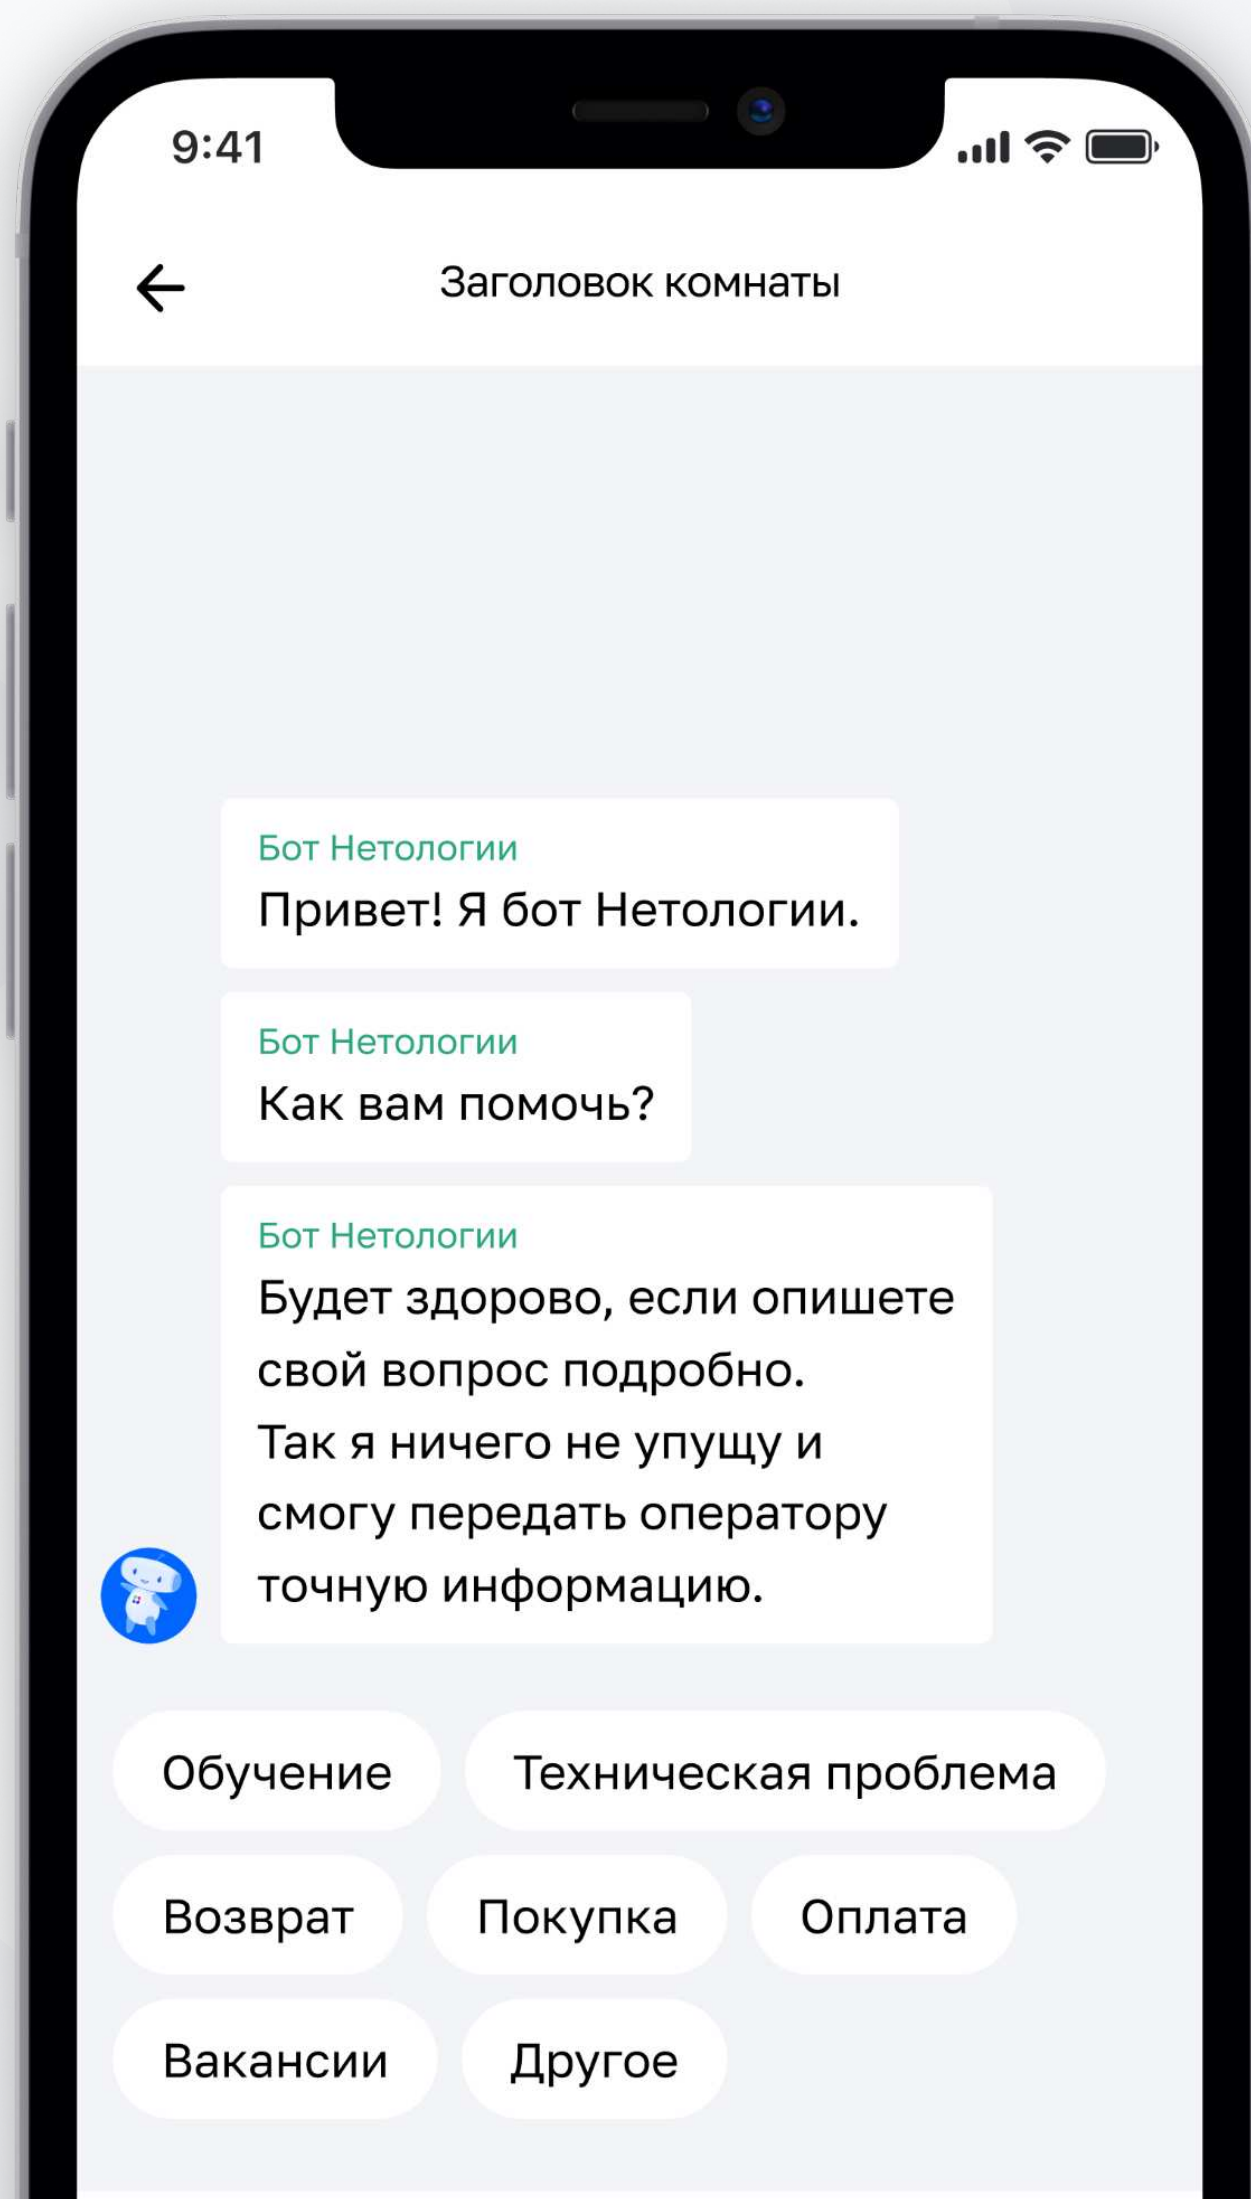 9:41
Заголовок комнаты
Бот Нетологии
Привет! Я бот Нетологии.
Бот Нетологии
Как вам помочь?
Бот Нетологии
Будет здорово, если опишете
свой вопрос подробно.
Так я ничего не упущу и
смогу передать оператору
точную информацию.
Обучение
Техническая проблема
Возврат
Покупка
Оплата
Вакансии
Другое